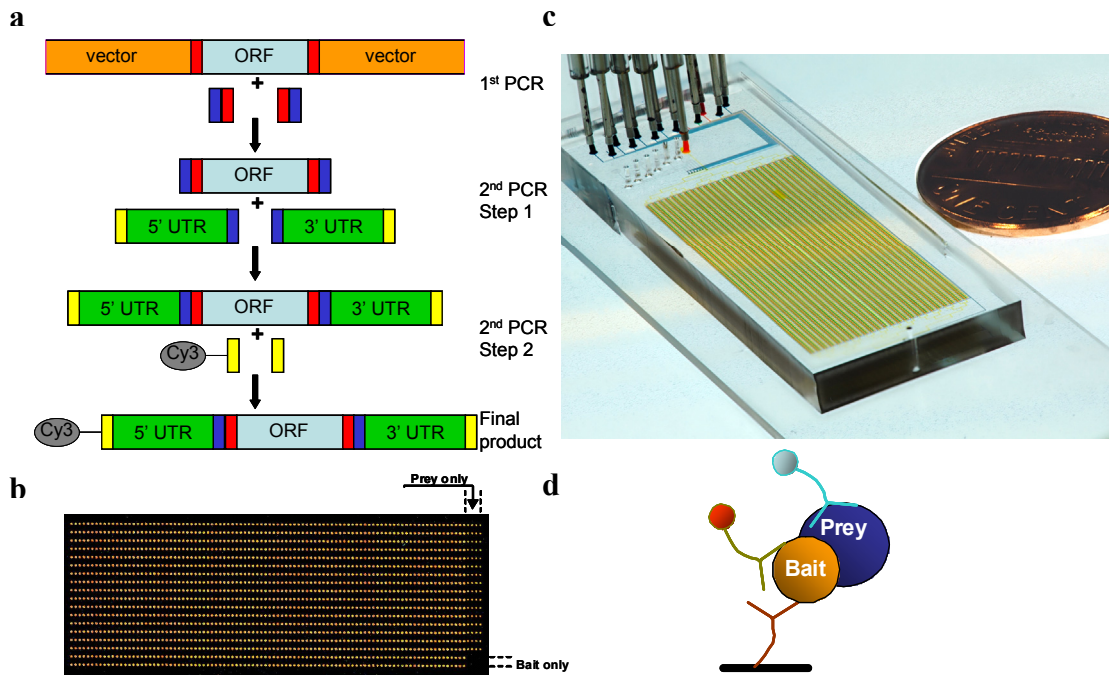 a
vector ORF vector
+
1st PCR
ORF
+
2nd PCR
Step 1
5' UTR 3' UTR
5' UTR ORF 3' UTR
+
2nd PCR
Step 2
Cy3
Cy3 5' UTR ORF 3' UTR
Final
product
b
Prey only
Bait only
c
d
Prey
Bait